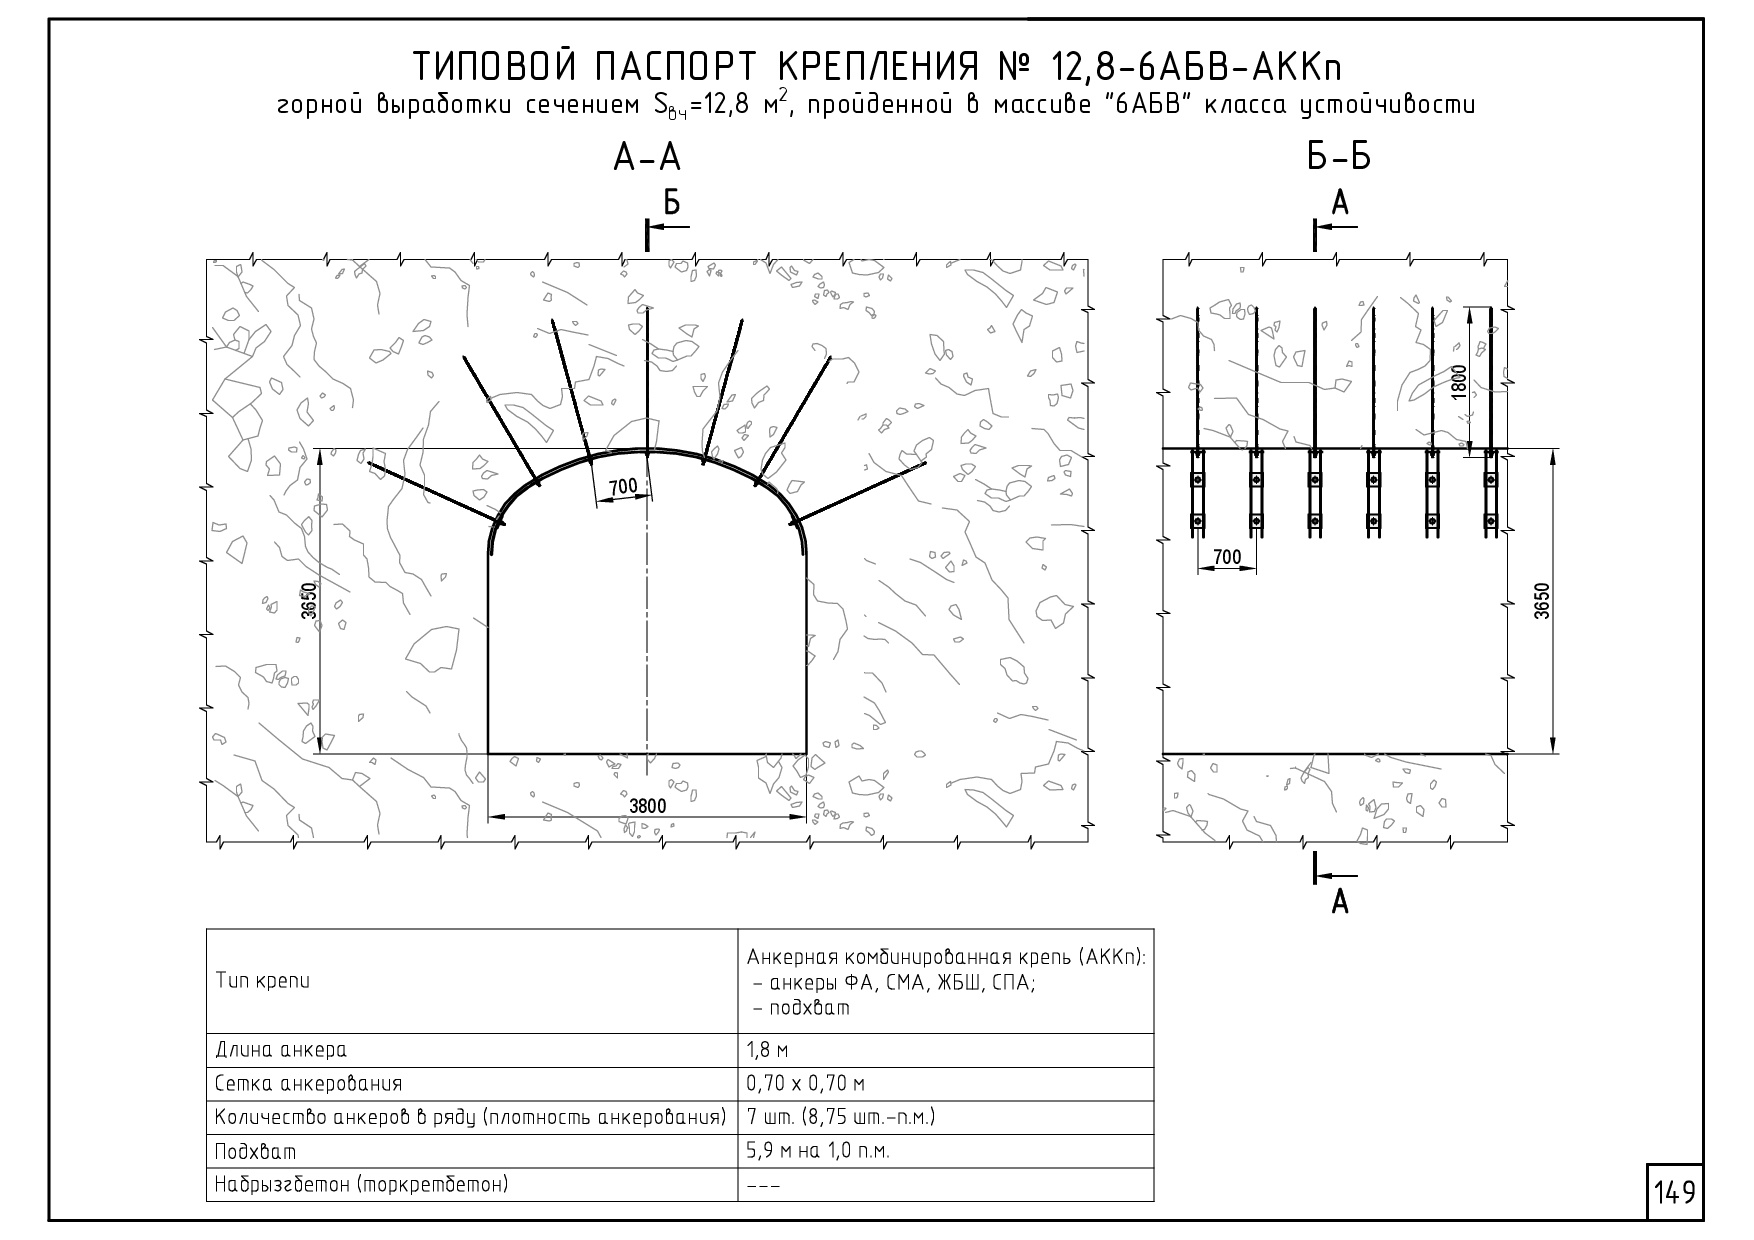 ТИПОВОЙ ПАСПОРТ КРЕПЛЕНИЯ № 12,8-6АБВ-АККп
горной выработки сечением Sвч=12,8 м², пройденной в массиве "6АБВ" класса устойчивости
А-А
Б
Б-Б
А
700
3650
3800
1800
700
3650
А
Тип крепи
Анкерная комбинированная крепь (АККп):
- анкеры ФА, СМА, ЖБШ, СПА;
- подхват
Длина анкера 1,8 м
Сетка анкерования 0,70 х 0,70 м
Количество анкеров в ряду (плотность анкерования) 7 шт. (8,75 шт.-п.м.)
Подхват 5,9 м на 1,0 п.м.
Набрызгбетон (торкретбетон) ---
149